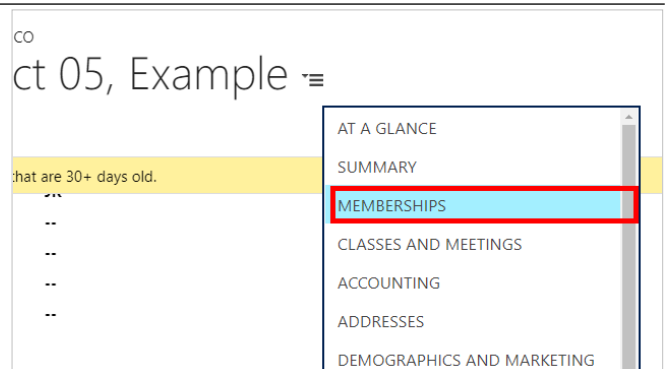 CO
ct 05, Example
AT A GLANCE
that are 30+ days old.
SUMMARY
MEMBERSHIPS
--
CLASSES AND MEETINGS
--
ACCOUNTING
--
ADDRESSES
--
DEMOGRAPHICS AND MARKETING